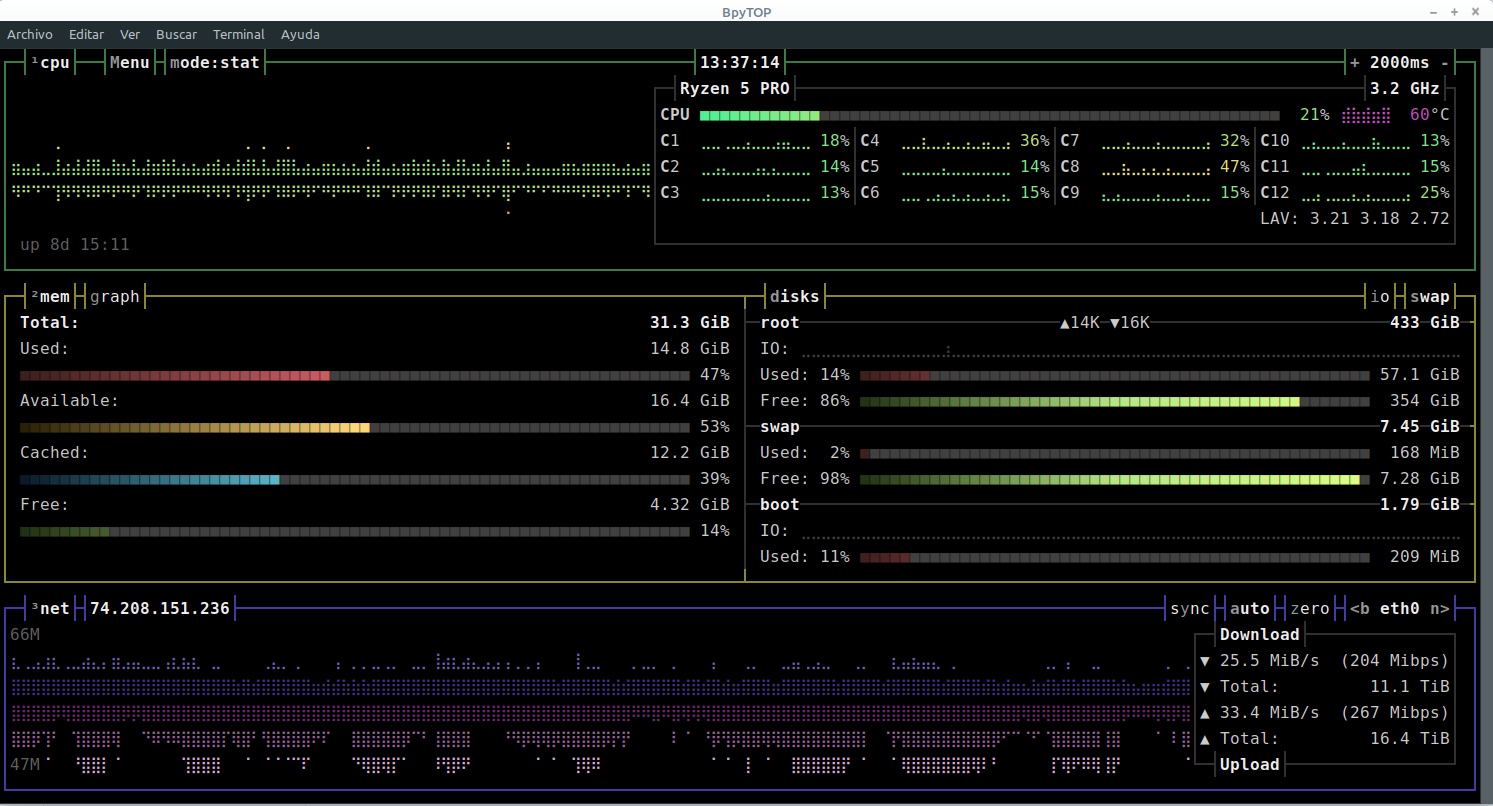 BpyTOP
Archivo Editar Ver Buscar Terminal Ayuda
¹cpu Menu mode:stat 13:37:14 + 2000ms -
Ryzen 5 PRO 3.2 GHz
CPU 21% 60°C
C1 18% C4 36% C7 32% C10 13%
C2 14% C5 14% C8 47% C11 15%
C3 13% C6 15% C9 15% C12 25%
LAV: 3.21 3.18 2.72
up 8d 15:11
²mem graph
Total: 31.3 GiB
Used: 14.8 GiB
47%
Available: 16.4 GiB
53%
Cached: 12.2 GiB
39%
Free: 4.32 GiB
14%
disks io swap
root ▲14K ▼16K 433 GiB
IO:
Used: 14% 57.1 GiB
Free: 86% 354 GiB
swap 7.45 GiB
Used: 2% 168 MiB
Free: 98% 7.28 GiB
boot 1.79 GiB
IO:
Used: 11% 209 MiB
³net 74.208.151.236 sync auto zero <b eth0 n>
66M
47M
Download
▼ 25.5 MiB/s (204 Mibps)
▼ Total: 11.1 TiB
▲ 33.4 MiB/s (267 Mibps)
▲ Total: 16.4 TiB
Upload